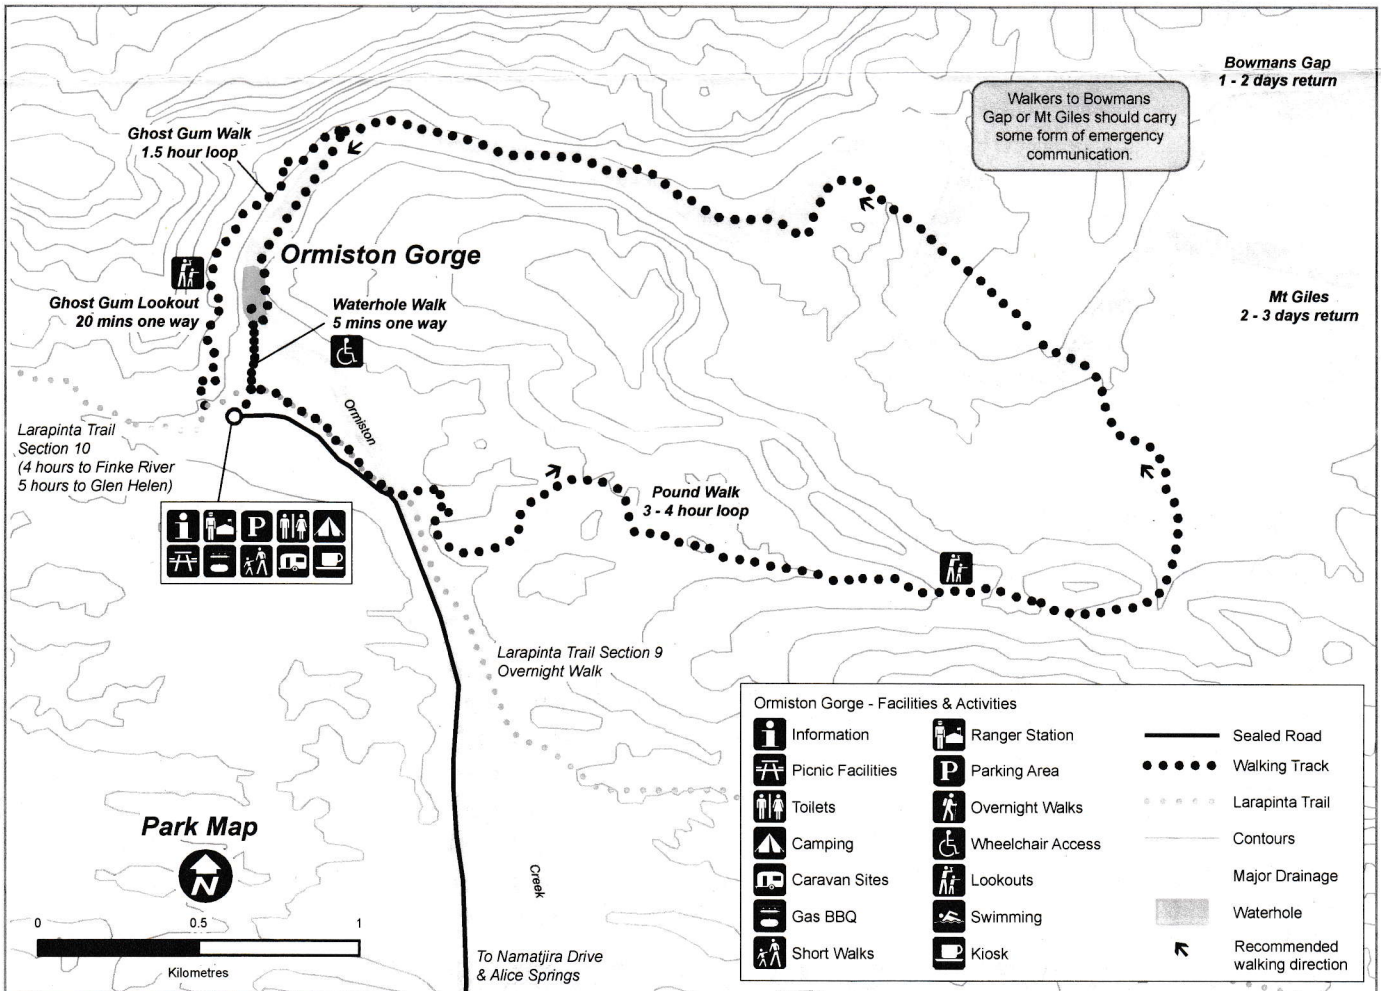 Bowmans Gap
1 - 2 days return
Walkers to Bowmans
Gap or Mt Giles should carry
some form of emergency
communication.
Ghost Gum Walk
1.5 hour loop
Ormiston Gorge
Ghost Gum Lookout
20 mins one way
Waterhole Walk
5 mins one way
Mt Giles
2 - 3 days return
Ormiston
Larapinta Trail
Section 10
(4 hours to Finke River
5 hours to Glen Helen)
Pound Walk
3 - 4 hour loop
i
P
Larapinta Trail Section 9
Overnight Walk
Park Map
N
0 0.5 1
Kilometres
Creek
To Namatjira Drive
& Alice Springs
Ormiston Gorge - Facilities & Activities
i Information
Picnic Facilities
Toilets
Camping
Caravan Sites
Gas BBQ
Short Walks
Ranger Station
P Parking Area
Overnight Walks
Wheelchair Access
Lookouts
Swimming
Kiosk
Sealed Road
Walking Track
Larapinta Trail
Contours
Major Drainage
Waterhole
Recommended
walking direction